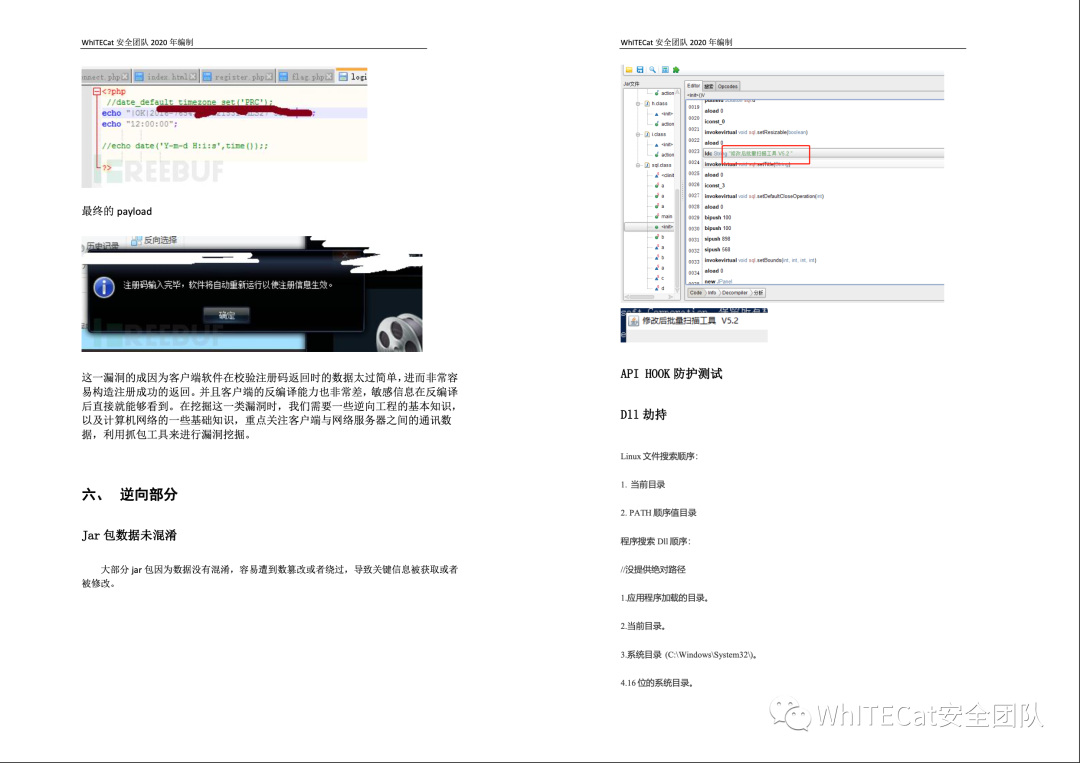 WhITECat 安全团队 2020 年编制
index.html
register.php
flag.php
logi
<?php
//date_default_timezone_set('PRC');
echo
echo "12:00:00";
//echo date('Y-m-d H:i:s',time());;
?>
REEBUF
最终的 payload
历史记录
反向选择
注册码输入完毕，软件将自动重新运行以使注册信息生效。
确定
REEBUF
这一漏洞的成因为客户端软件在校验注册码返回时的数据太过简单，进而非常容
易构造注册成功的返回。并且客户端的反编译能力也非常差，敏感信息在反编译
后直接就能够看到。在挖掘这一类漏洞时，我们需要一些逆向工程的基本知识，
以及计算机网络的一些基础知识，重点关注客户端与网络服务器之间的通讯数
据，利用抓包工具来进行漏洞挖掘。
六、 逆向部分
Jar 包数据未混淆
大部分 jar 包因为数据没有混淆，容易遭到数篡改或者绕过，导致关键信息被获取或者
被修改。
WhITECat 安全团队 2020 年编制
Jar文件
Editor 搜索 Opcodes
<init>()V
action
h.class
<init>
action
i.class
<init>
action
sql.class
<clinit
a
a
a
main
<init>
b
a
b
a
c
d
0019 aload 0
0020 iconst_0
0021 invokevirtual void sql.setResizable(boolean)
0022 aload 0
0023 ldc String "修改后批量扫描工具 V5.2 "
0024 invokevirtual void sql.setTitle(String)
0025 aload 0
0026 iconst_3
0027 invokevirtual void sql.setDefaultCloseOperation(int)
0028 aload 0
0029 bipush 100
0030 bipush 100
0031 sipush 898
0032 sipush 568
0033 invokevirtual void sql.setBounds(int, int, int, int)
0034 aload 0
0035 new JPanel
Code Info Decompiler 分析
修改后批量扫描工具 V5.2
API HOOK 防护测试
Dll 劫持
Linux 文件搜索顺序：
1. 当前目录
2. PATH 顺序值目录
程序搜索 Dll 顺序：
//没提供绝对路径
1.应用程序加载的目录。
2.当前目录。
3.系统目录 (C:\Windows\System32\)。
4.16 位的系统目录。
WhITECat安全团队